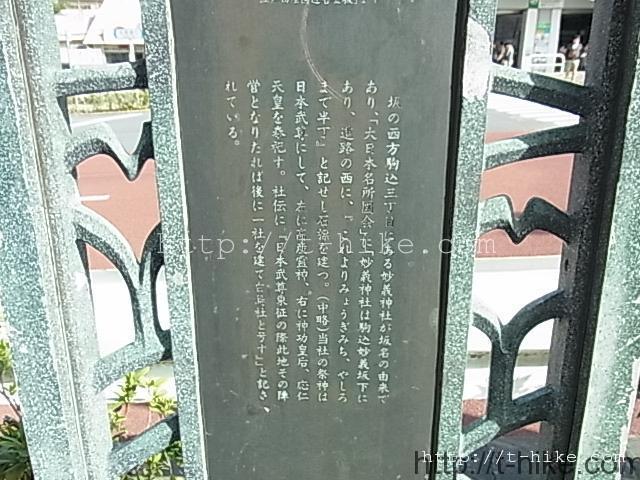 坂の西方駒込三丁目にある妙義神社が坂名の由来で
あり「大日本名所図会」に妙義神社は駒込妙義坂下に
あり、道路の西に、『これよりみょうぎみち、やしろ
まで半丁』と記せし石標を建つ。(中略)当社の祭神は
日本武尊にして、左に高産霊神、右に神功皇后、応仁
天皇を奉祀す。社伝に、日本武尊東征の際此地その陣
営となりたれば後に一社を建て白鳥社と号す」と記さ
れている。
http://t-hike.com
http://t-hike.com
http://t-hike.com